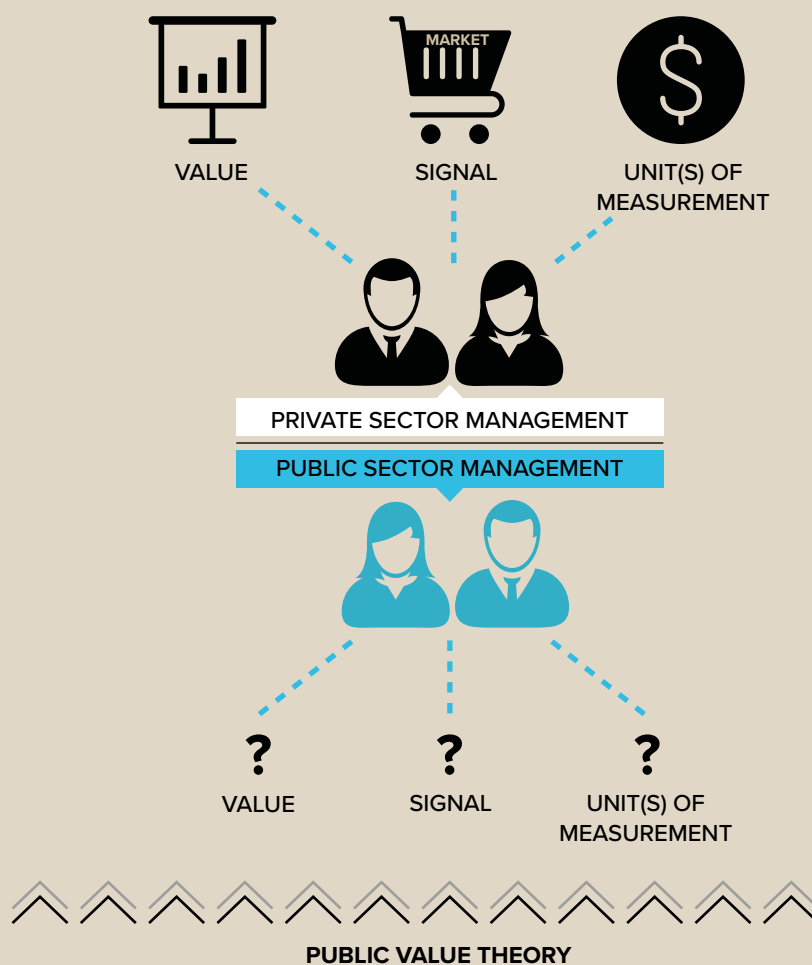 MARKET
$
VALUE
SIGNAL
UNIT(S) OF
MEASUREMENT
PRIVATE SECTOR MANAGEMENT
PUBLIC SECTOR MANAGEMENT
?
?
?
VALUE
SIGNAL
UNIT(S) OF
MEASUREMENT
PUBLIC VALUE THEORY